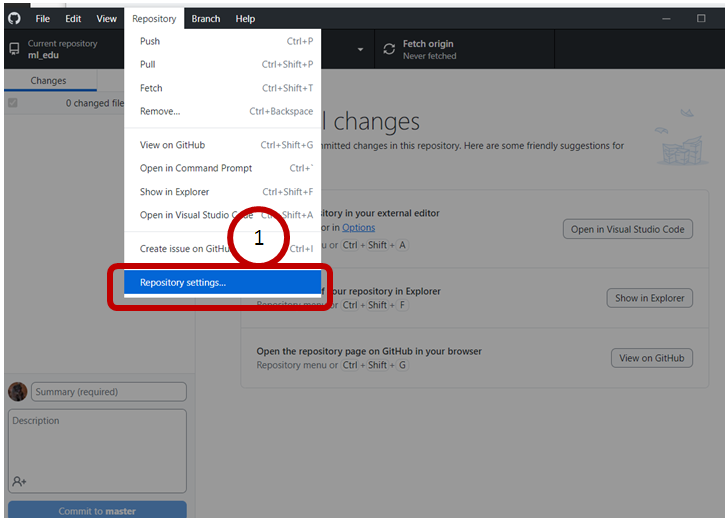 File Edit View Repository Branch Help
Current repository
ml_edu
Fetch origin
Never fetched
Changes
0 changed file
Push Ctrl+P
Pull Ctrl+Shift+P
Fetch Ctrl+Shift+T
Remove... Ctrl+Backspace
View on GitHub Ctrl+Shift+G
Open in Command Prompt Ctrl+`
Show in Explorer Ctrl+Shift+F
Open in Visual Studio Code Ctrl+Shift+A
Create issue on GitHu Ctrl+I
1
Repository settings...
l changes
mmitted changes in this repository. Here are some friendly suggestions for
sitory in your external editor
or in Options
u or Ctrl + Shift + A
Open in Visual Studio Code
f your repository in Explorer
Repository menu or Ctrl + Shift + F
Show in Explorer
Open the repository page on GitHub in your browser
Repository menu or Ctrl + Shift + G
View on GitHub
Summary (required)
Description
Commit to master